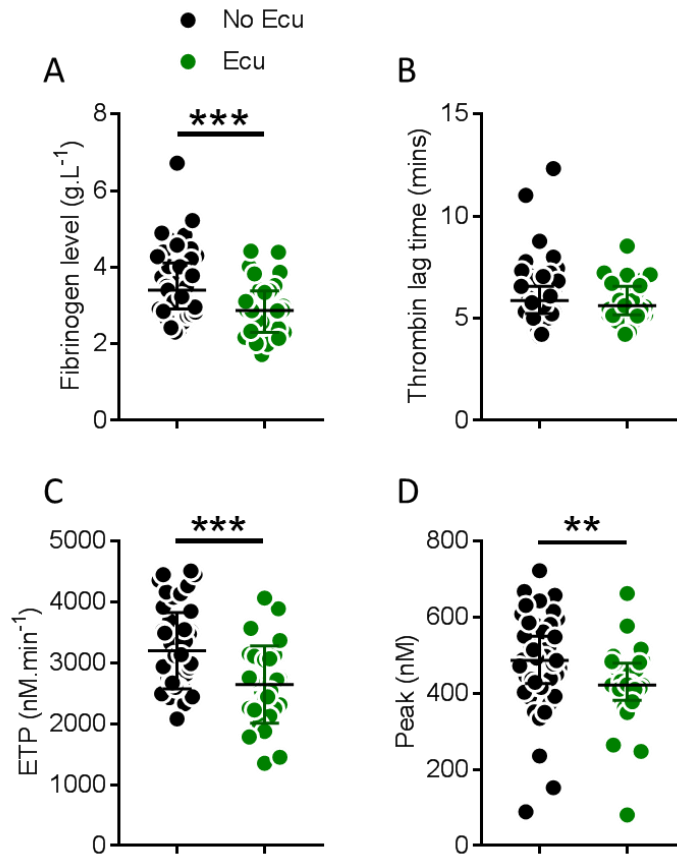 No Ecu
Ecu
A
B
***
8
6
4
2
0
Fibrinogen level (g.L⁻¹)
15
10
5
0
Thrombin lag time (mins)
C
D
***
5000
4000
3000
2000
1000
0
ETP (nM.min⁻¹)
**
800
600
400
200
0
Peak (nM)